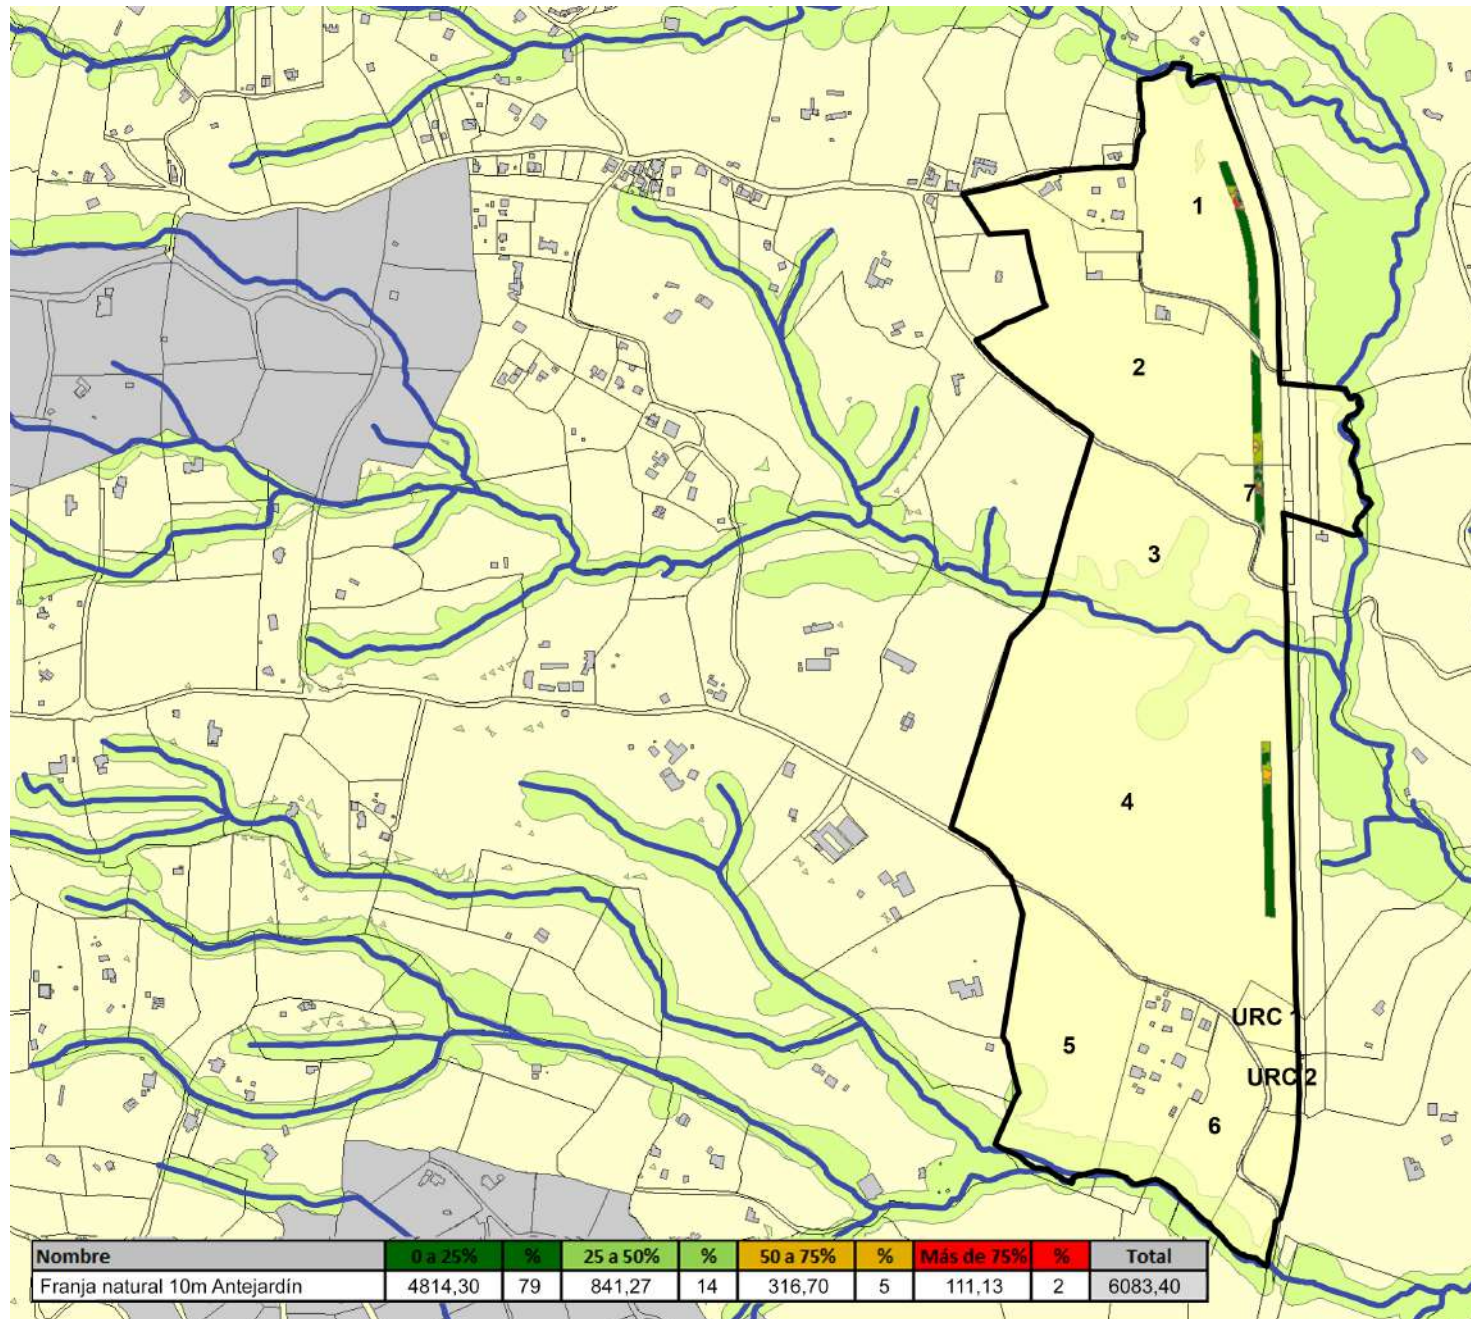 1
2
7
3
4
URC 1
5
URC 2
6
Nombre 0 a 25% % 25 a 50% % 50 a 75% % Más de 75% % Total
Franja natural 10m Antejardín 4814,30 79 841,27 14 316,70 5 111,13 2 6083,40